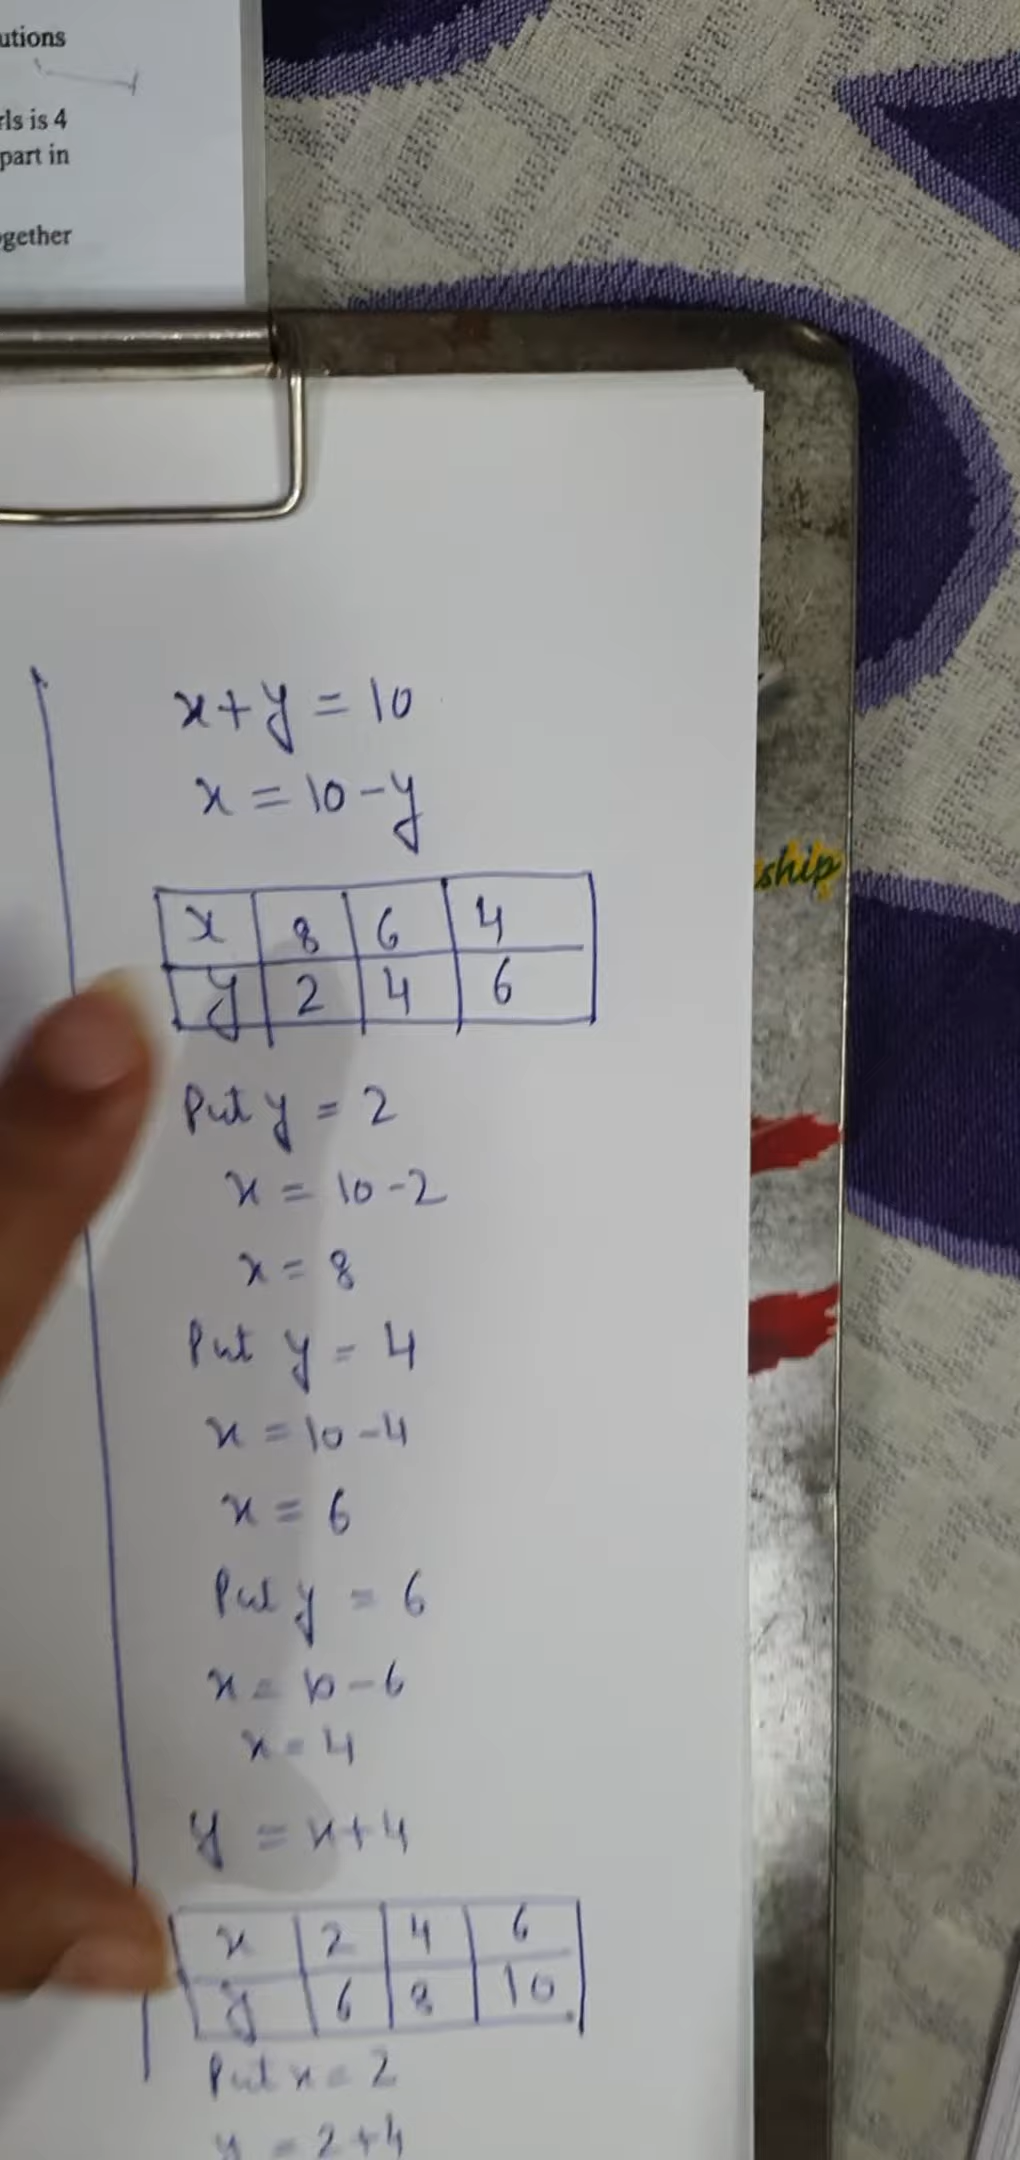 utions
rls is 4
part in
gether
x+y = 10
x = 10-y
x 8 6 4
y 2 4 6
Put y = 2
x = 10-2
x = 8
Put y = 4
x = 10-4
x = 6
Put y = 6
x = 10-6
x = 4
y = x+4
x 2 4 6
y 6 8 10
Put x = 2
y = 2+4
ship